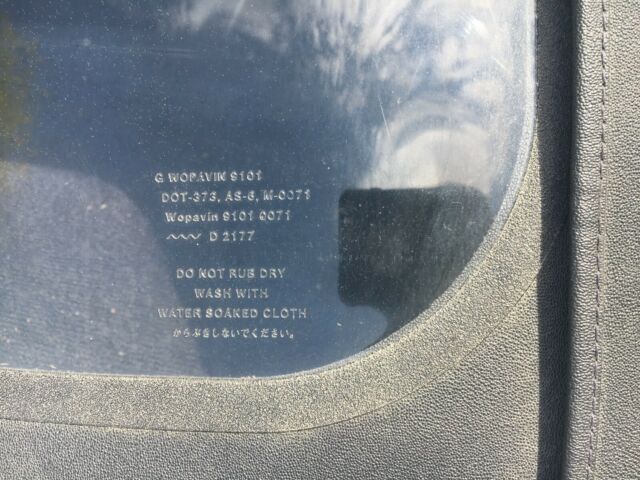 G WOPAVIN 9101
DOT-373, AS-6, M-0071
Wopavin 9101 0071
D 2177
DO NOT RUB DRY
WASH WITH
WATER SOAKED CLOTH
からぶきしないでください。